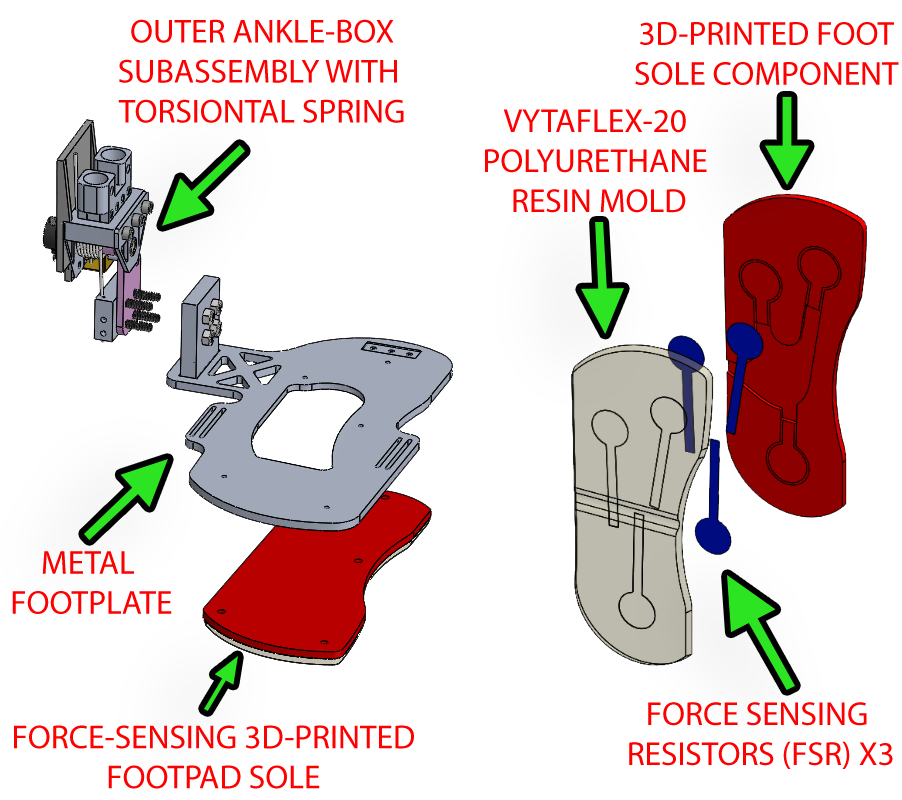 OUTER ANKLE-BOX
SUBASSEMBLY WITH
TORSIONTAL SPRING
3D-PRINTED FOOT
SOLE COMPONENT
VYTAFLEX-20
POLYURETHANE
RESIN MOLD
METAL
FOOTPLATE
FORCE-SENSING 3D-PRINTED
FOOTPAD SOLE
FORCE SENSING
RESISTORS (FSR) X3